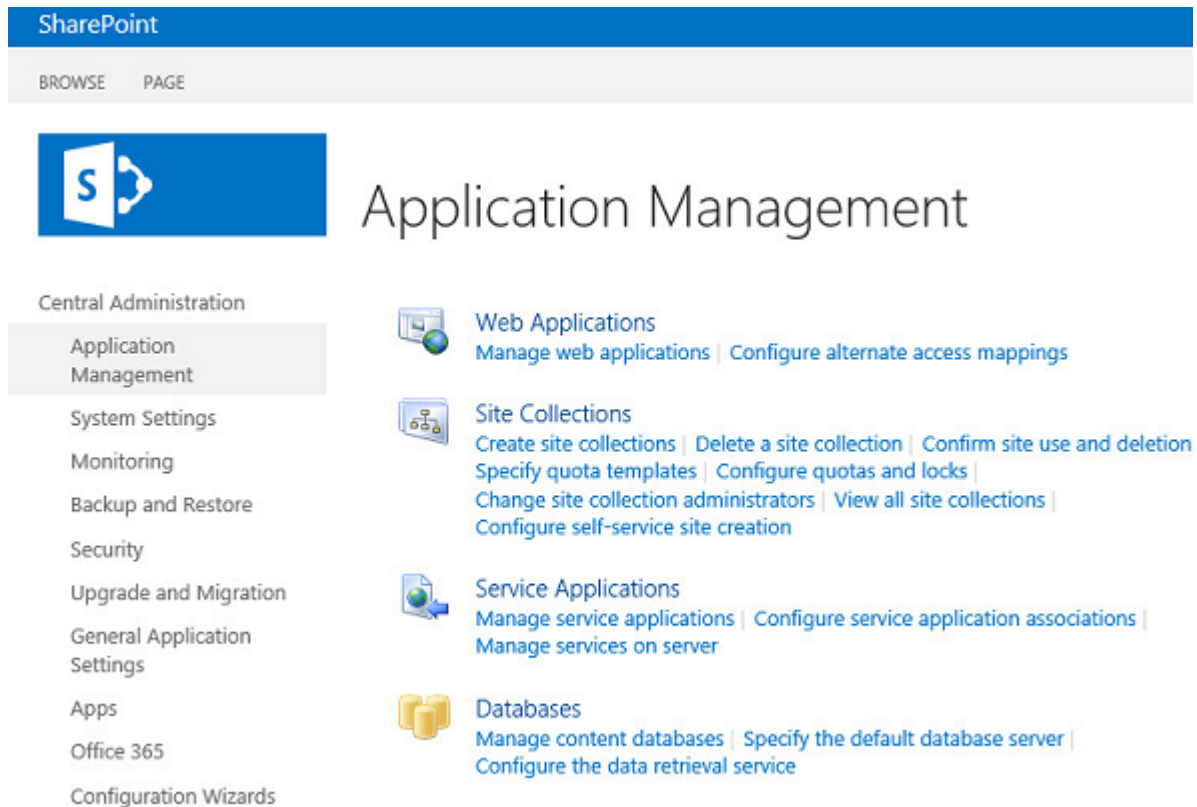 SharePoint
BROWSE PAGE
S
Application Management
Central Administration
Application
Management
System Settings
Monitoring
Backup and Restore
Security
Upgrade and Migration
General Application
Settings
Apps
Office 365
Configuration Wizards
Web Applications
Manage web applications | Configure alternate access mappings
Site Collections
Create site collections | Delete a site collection | Confirm site use and deletion
Specify quota templates | Configure quotas and locks |
Change site collection administrators | View all site collections |
Configure self-service site creation
Service Applications
Manage service applications | Configure service application associations |
Manage services on server
Databases
Manage content databases | Specify the default database server |
Configure the data retrieval service